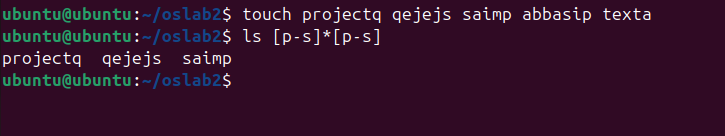 ubuntu@ubuntu:~/oslab2$ touch projectq qejejs saimp abbasip texta
ubuntu@ubuntu:~/oslab2$ ls [p-s]*[p-s]
projectq  qejejs  saimp
ubuntu@ubuntu:~/oslab2$